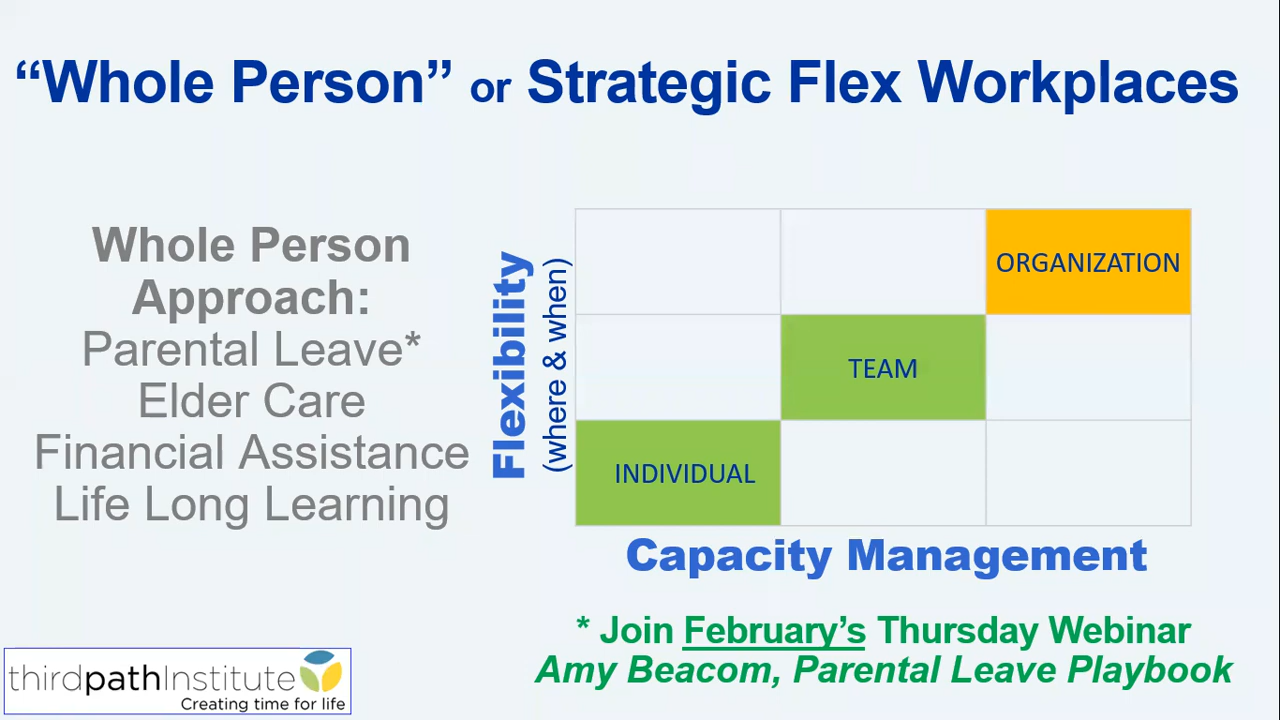 “Whole Person” or Strategic Flex Workplaces
Whole Person
Approach:
Parental Leave*
Elder Care
Financial Assistance
Life Long Learning
Flexibility
(where & when)
ORGANIZATION
TEAM
INDIVIDUAL
Capacity Management
* Join February’s Thursday Webinar
Amy Beacom, Parental Leave Playbook
thirdpathInstitute
Creating time for life